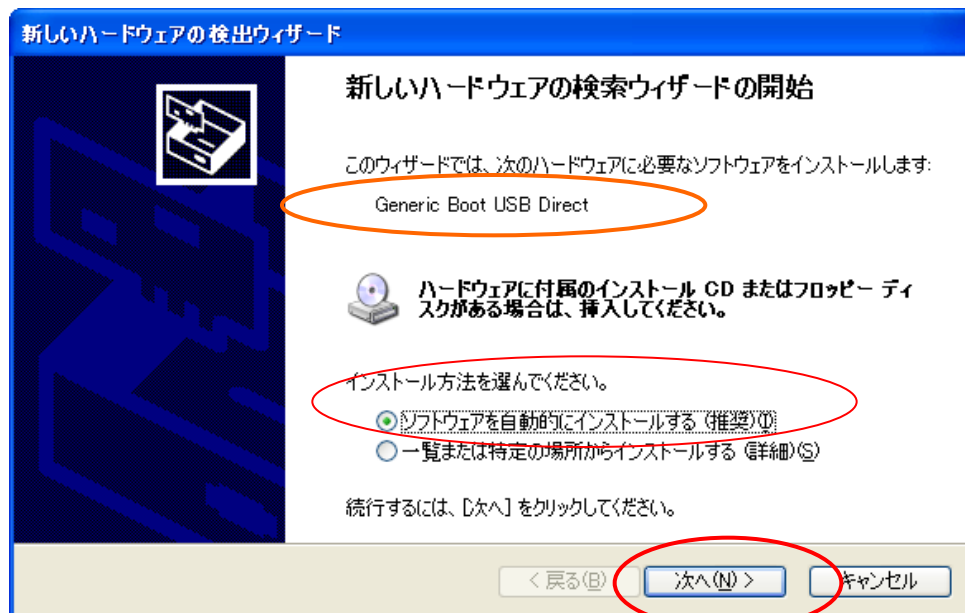 新しいハードウェアの検出ウィザード
新しいハードウェアの検索ウィザードの開始
このウィザードでは、次のハードウェアに必要なソフトウェアをインストールします:
Generic Boot USB Direct
ハードウェアに付属のインストール CD またはフロッピー ディ
スクがある場合は、挿入してください。
インストール方法を選んでください。
ソフトウェアを自動的にインストールする (推奨)(I)
一覧または特定の場所からインストールする (詳細)(S)
続行するには、[次へ] をクリックしてください。
< 戻る(B) 次へ(N) > キャンセル